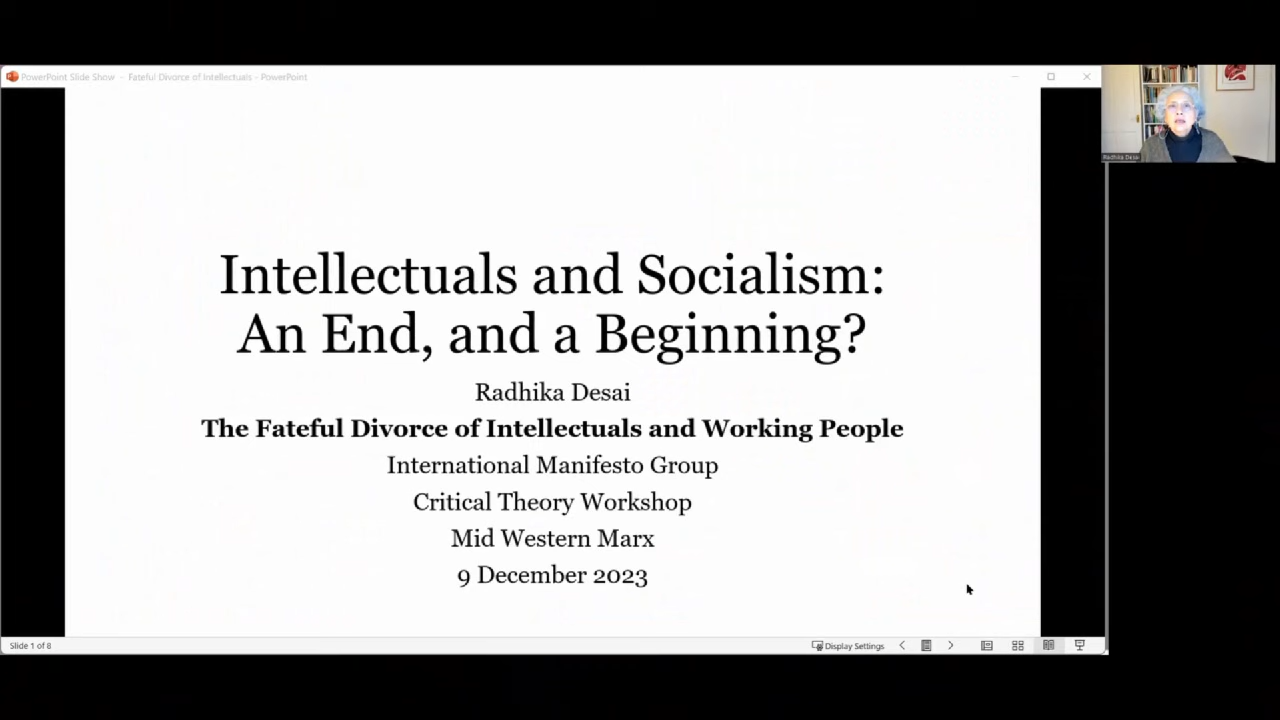 PowerPoint Slide Show - Fateful Divorce of Intellectuals - PowerPoint
Intellectuals and Socialism:
An End, and a Beginning?
Radhika Desai
The Fateful Divorce of Intellectuals and Working People
International Manifesto Group
Critical Theory Workshop
Mid Western Marx
9 December 2023
Radhika Desai
Slide 1 of 8
Display Settings